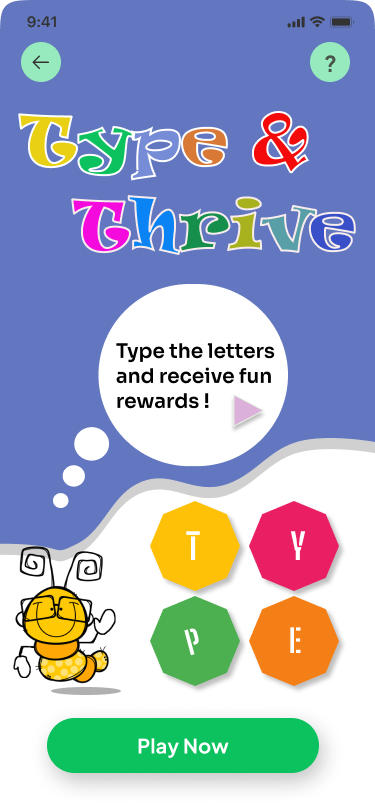 9:41
?
Type &
Thrive
Type the letters
and receive fun
rewards !
T Y
P E
Play Now